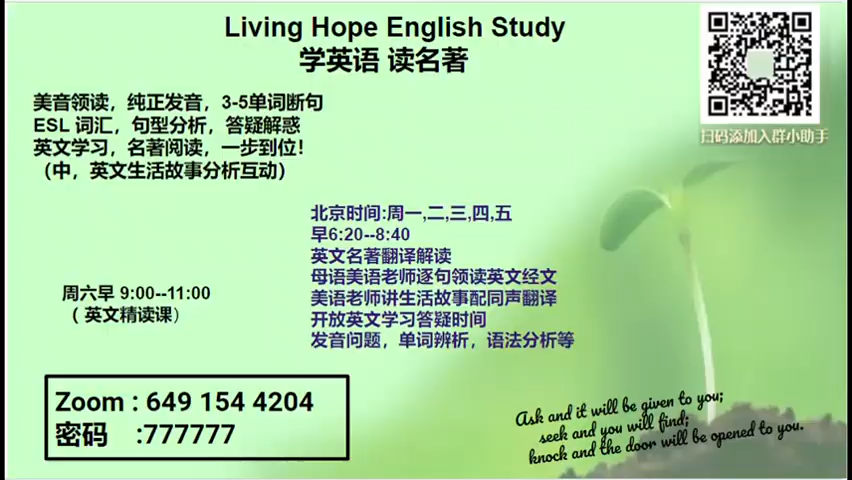 Living Hope English Study
学英语 读名著
扫码添加入群小助手
美音领读，纯正发音，3-5单词断句
ESL 词汇，句型分析，答疑解惑
英文学习，名著阅读，一步到位！
（中，英文生活故事分析互动）
北京时间:周一,二,三,四,五
早6:20--8:40
英文名著翻译解读
母语美语老师逐句领读英文经文
美语老师讲生活故事配同声翻译
开放英文学习答疑时间
发音问题，单词辨析，语法分析等
周六早 9:00--11:00
（ 英文精读课）
Zoom : 649 154 4204
密码 :777777
Ask and it will be given to you;
seek and you will find;
knock and the door will be opened to you.